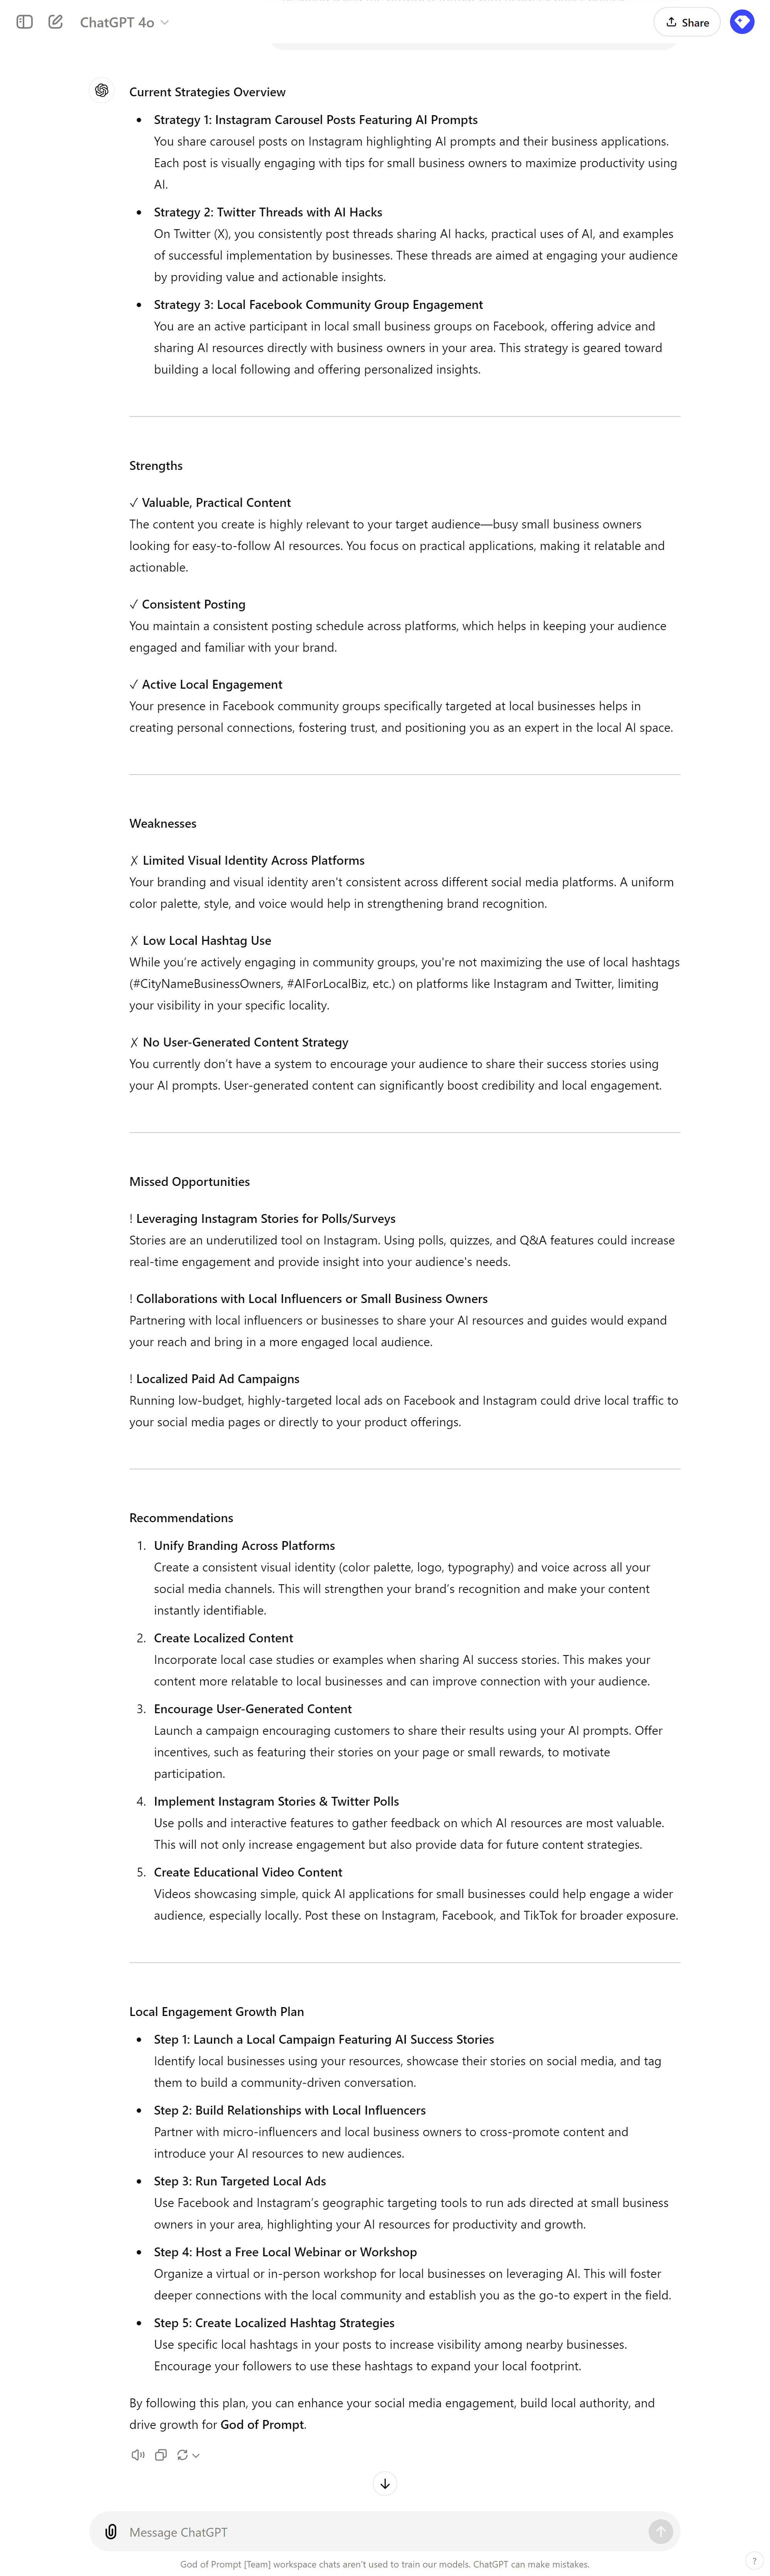 ChatGPT 4o
Share
Current Strategies Overview
• Strategy 1: Instagram Carousel Posts Featuring AI Prompts
You share carousel posts on Instagram highlighting AI prompts and their business applications.
Each post is visually engaging with tips for small business owners to maximize productivity using
AI.
• Strategy 2: Twitter Threads with AI Hacks
On Twitter (X), you consistently post threads sharing AI hacks, practical uses of AI, and examples
of successful implementation by businesses. These threads are aimed at engaging your audience
by providing value and actionable insights.
• Strategy 3: Local Facebook Community Group Engagement
You are an active participant in local small business groups on Facebook, offering advice and
sharing AI resources directly with business owners in your area. This strategy is geared toward
building a local following and offering personalized insights.
Strengths
✓ Valuable, Practical Content
The content you create is highly relevant to your target audience—busy small business owners
looking for easy-to-follow AI resources. You focus on practical applications, making it relatable and
actionable.
✓ Consistent Posting
You maintain a consistent posting schedule across platforms, which helps in keeping your audience
engaged and familiar with your brand.
✓ Active Local Engagement
Your presence in Facebook community groups specifically targeted at local businesses helps in
creating personal connections, fostering trust, and positioning you as an expert in the local AI space.
Weaknesses
✗ Limited Visual Identity Across Platforms
Your branding and visual identity aren't consistent across different social media platforms. A uniform
color palette, style, and voice would help in strengthening brand recognition.
✗ Low Local Hashtag Use
While you're actively engaging in community groups, you're not maximizing the use of local hashtags
(#CityNameBusinessOwners, #AIForLocalBiz, etc.) on platforms like Instagram and Twitter, limiting
your visibility in your specific locality.
✗ No User-Generated Content Strategy
You currently don't have a system to encourage your audience to share their success stories using
your AI prompts. User-generated content can significantly boost credibility and local engagement.
Missed Opportunities
! Leveraging Instagram Stories for Polls/Surveys
Stories are an underutilized tool on Instagram. Using polls, quizzes, and Q&A features could increase
real-time engagement and provide insight into your audience's needs.
! Collaborations with Local Influencers or Small Business Owners
Partnering with local influencers or businesses to share your AI resources and guides would expand
your reach and bring in a more engaged local audience.
! Localized Paid Ad Campaigns
Running low-budget, highly-targeted local ads on Facebook and Instagram could drive local traffic to
your social media pages or directly to your product offerings.
Recommendations
1. Unify Branding Across Platforms
Create a consistent visual identity (color palette, logo, typography) and voice across all your
social media channels. This will strengthen your brand's recognition and make your content
instantly identifiable.
2. Create Localized Content
Incorporate local case studies or examples when sharing AI success stories. This makes your
content more relatable to local businesses and can improve connection with your audience.
3. Encourage User-Generated Content
Launch a campaign encouraging customers to share their results using your AI prompts. Offer
incentives, such as featuring their stories on your page or small rewards, to motivate
participation.
4. Implement Instagram Stories & Twitter Polls
Use polls and interactive features to gather feedback on which AI resources are most valuable.
This will not only increase engagement but also provide data for future content strategies.
5. Create Educational Video Content
Videos showcasing simple, quick AI applications for small businesses could help engage a wider
audience, especially locally. Post these on Instagram, Facebook, and TikTok for broader exposure.
Local Engagement Growth Plan
• Step 1: Launch a Local Campaign Featuring AI Success Stories
Identify local businesses using your resources, showcase their stories on social media, and tag
them to build a community-driven conversation.
• Step 2: Build Relationships with Local Influencers
Partner with micro-influencers and local business owners to cross-promote content and
introduce your AI resources to new audiences.
• Step 3: Run Targeted Local Ads
Use Facebook and Instagram's geographic targeting tools to run ads directed at small business
owners in your area, highlighting your AI resources for productivity and growth.
• Step 4: Host a Free Local Webinar or Workshop
Organize a virtual or in-person workshop for local businesses on leveraging AI. This will foster
deeper connections with the local community and establish you as the go-to expert in the field.
• Step 5: Create Localized Hashtag Strategies
Use specific local hashtags in your posts to increase visibility among nearby businesses.
Encourage your followers to use these hashtags to expand your local footprint.
By following this plan, you can enhance your social media engagement, build local authority, and
drive growth for God of Prompt.
Message ChatGPT
God of Prompt [Team] workspace chats aren't used to train our models. ChatGPT can make mistakes.
?